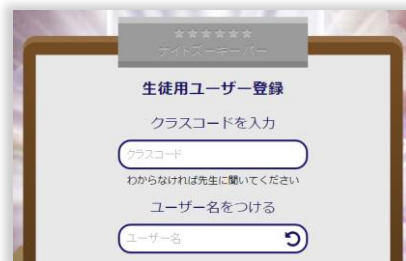 ★★★★★★
ナイトズーキーパー
生徒用ユーザー登録
クラスコードを入力
クラスコード
わからなければ先生に聞いてください
ユーザー名をつける
ユーザー名